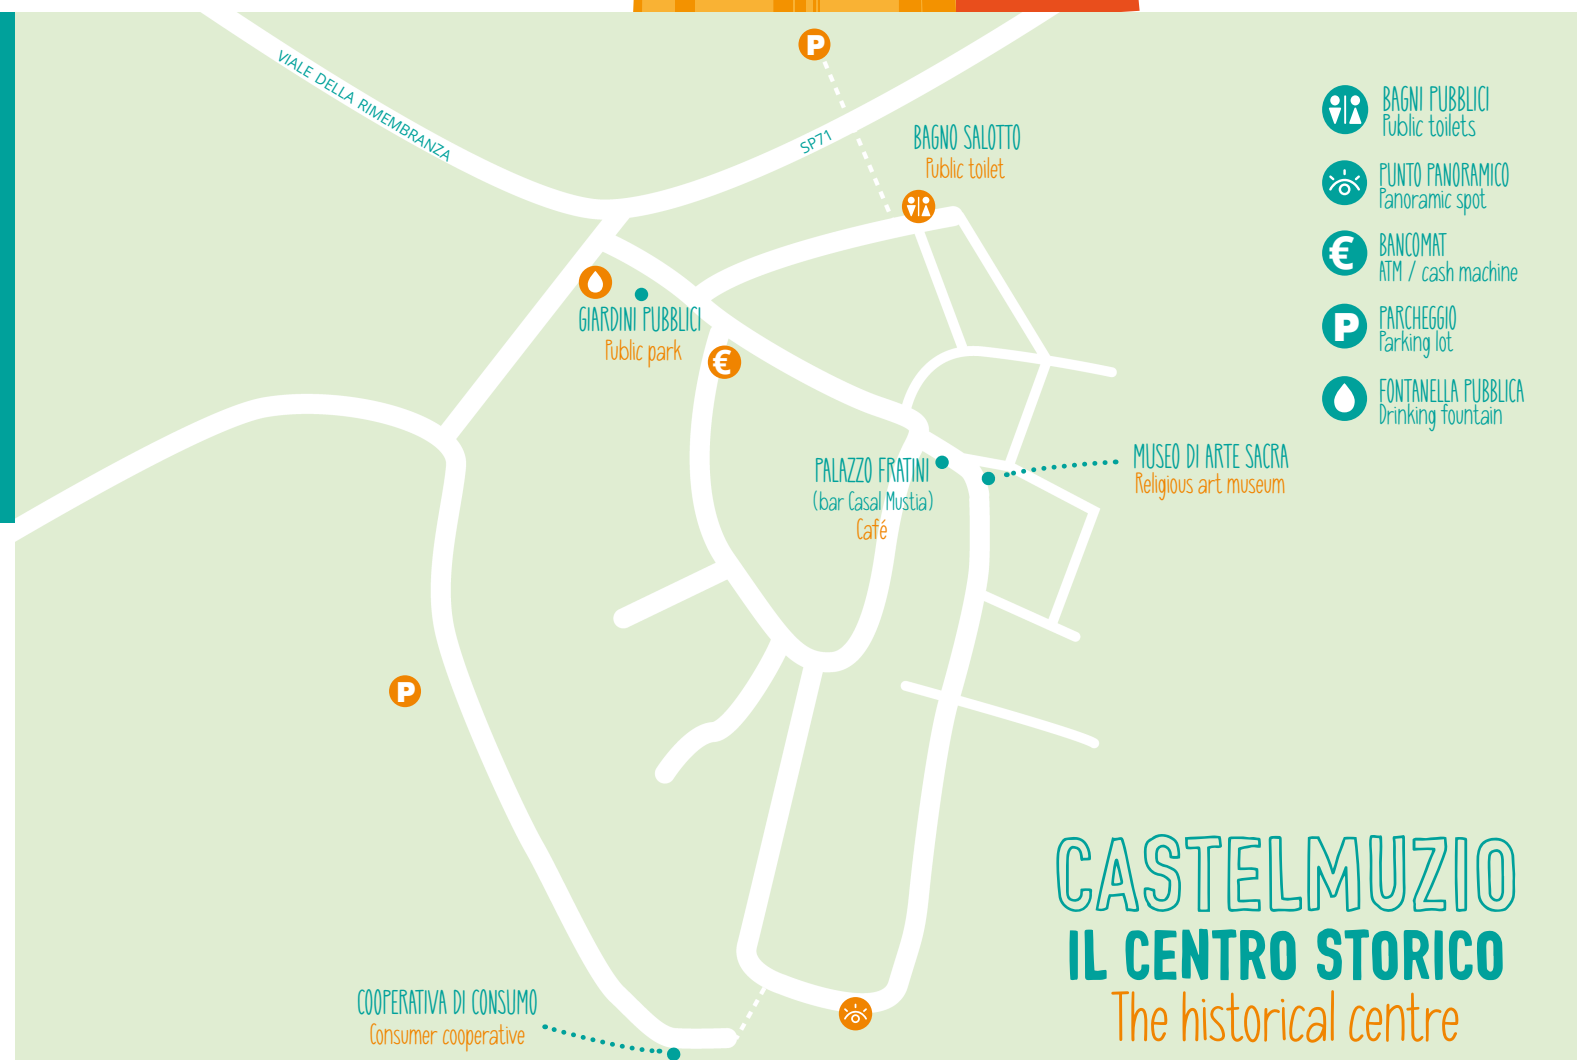 P
VIALE DELLA RIMEMBRANZA
SP71
BAGNO SALOTTO
Public toilet
BAGNI PUBBLICI
Public toilets
PUNTO PANORAMICO
Panoramic spot
€
BANCOMAT
ATM / cash machine
P
PARCHEGGIO
Parking lot
FONTANELLA PUBBLICA
Drinking fountain
GIARDINI PUBBLICI
Public park
€
PALAZZO FRATINI
(bar Casal Mustia)
Café
MUSEO DI ARTE SACRA
Religious art museum
P
COOPERATIVA DI CONSUMO
Consumer cooperative
CASTELMUZIO
IL CENTRO STORICO
The historical centre